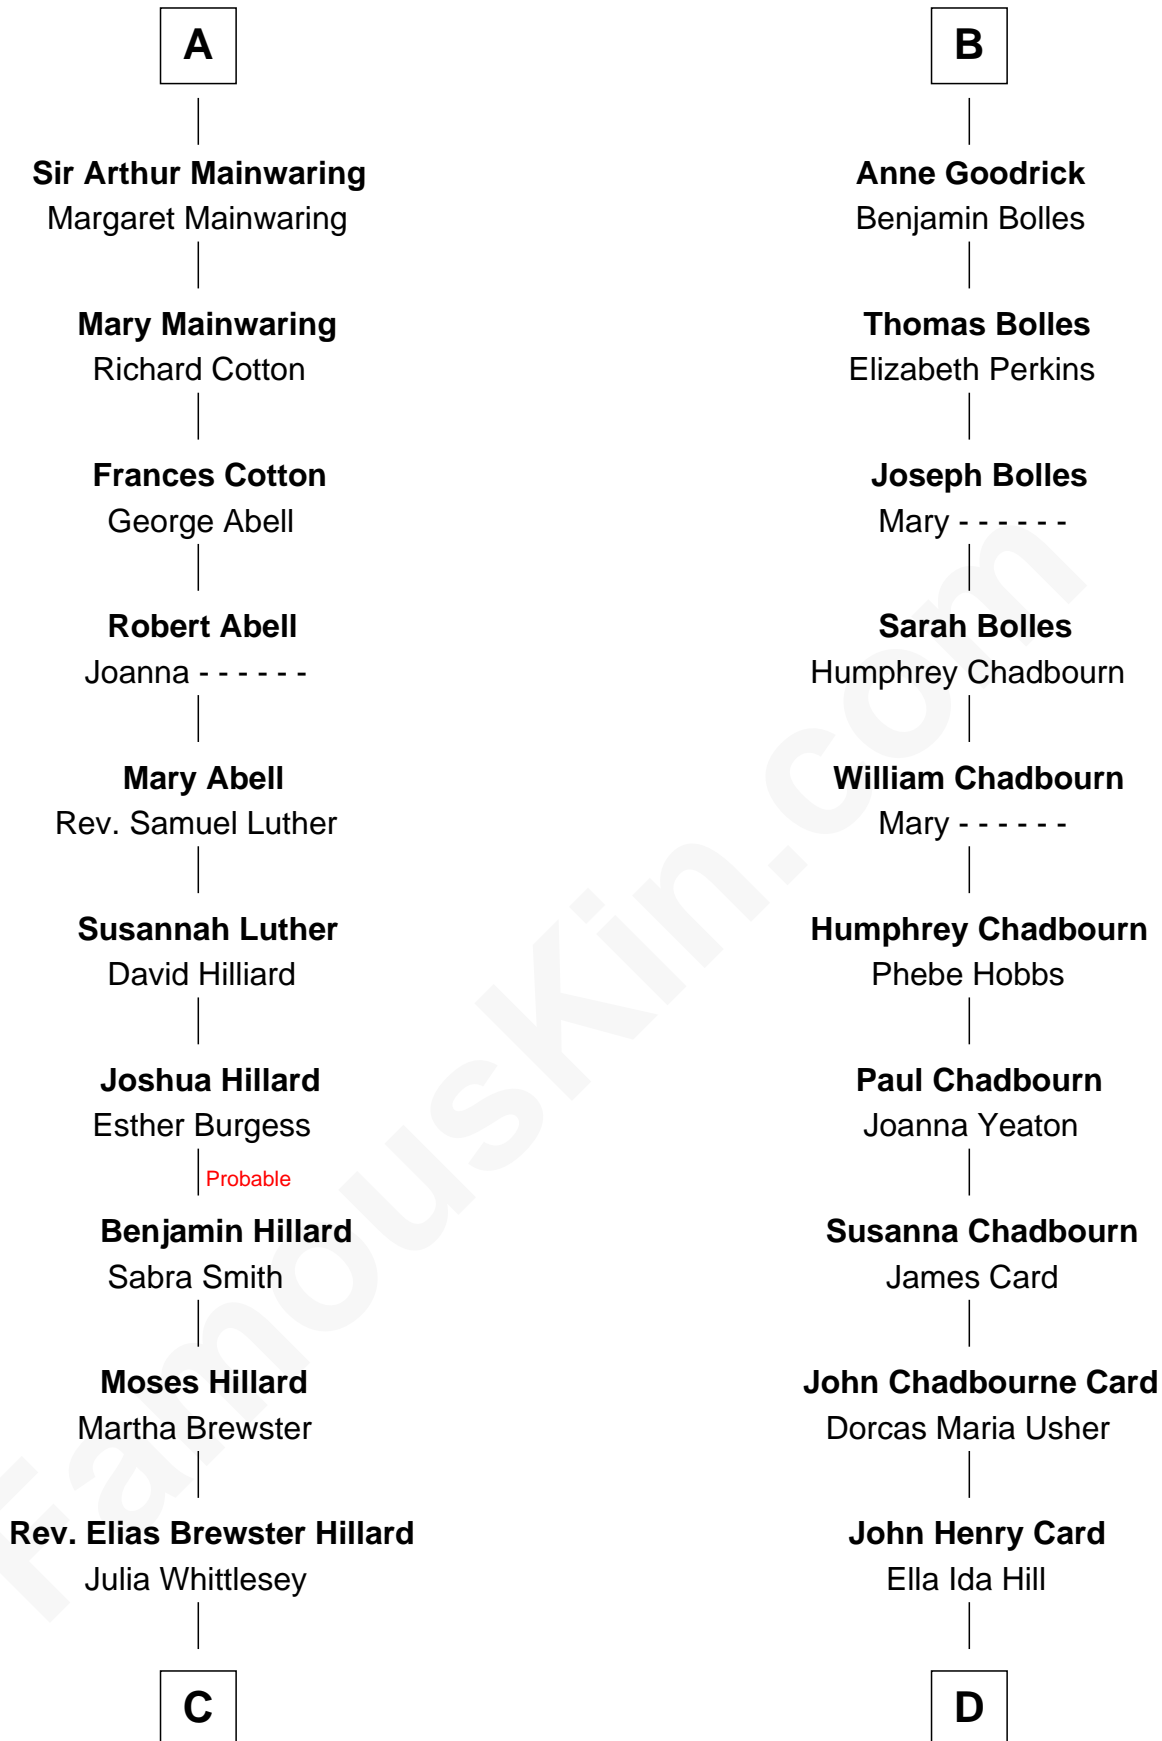 A
Sir Arthur Mainwaring
Margaret Mainwaring
Mary Mainwaring
Richard Cotton
Frances Cotton
George Abell
Robert Abell
Joanna - - - - - -
Mary Abell
Rev. Samuel Luther
Susannah Luther
David Hilliard
Joshua Hillard
Esther Burgess
Probable
Benjamin Hillard
Sabra Smith
Moses Hillard
Martha Brewster
Rev. Elias Brewster Hillard
Julia Whittlesey
C
B
Anne Goodrick
Benjamin Bolles
Thomas Bolles
Elizabeth Perkins
Joseph Bolles
Mary - - - - - -
Sarah Bolles
Humphrey Chadbourn
William Chadbourn
Mary - - - - - -
Humphrey Chadbourn
Phebe Hobbs
Paul Chadbourn
Joanna Yeaton
Susanna Chadbourn
James Card
John Chadbourne Card
Dorcas Maria Usher
John Henry Card
Ella Ida Hill
D
FamousKin.com